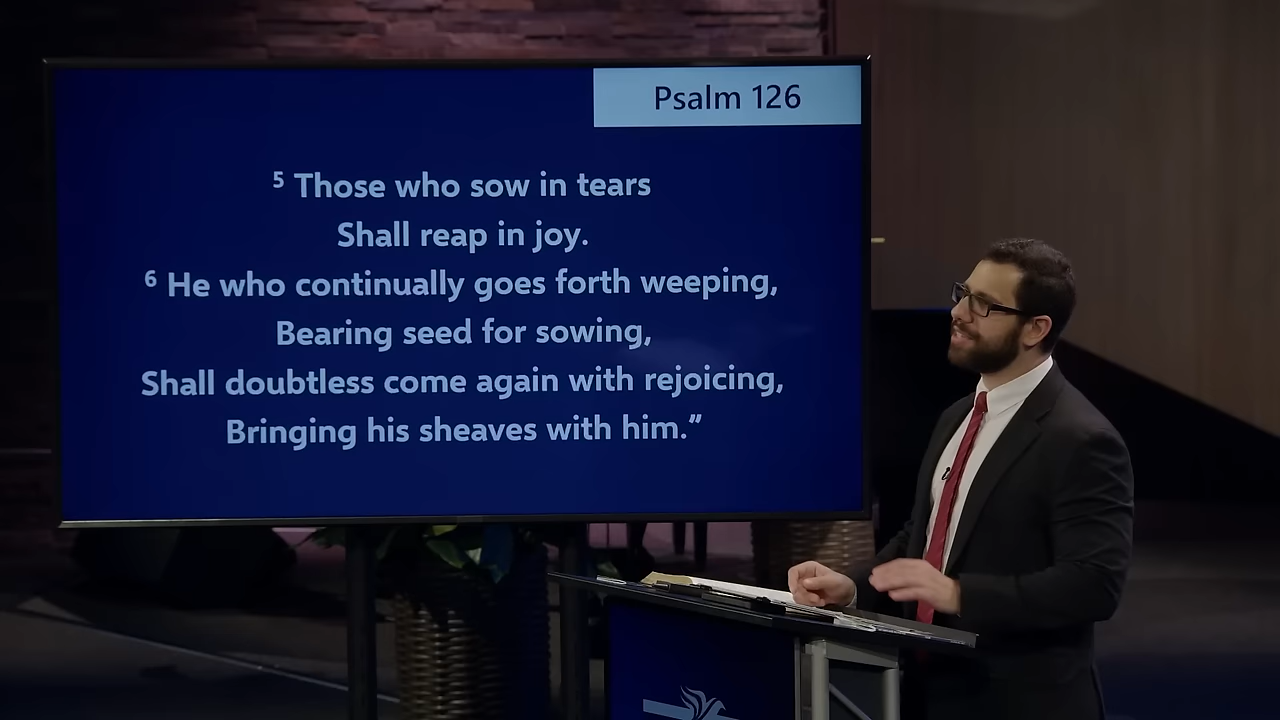 Psalm 126
5 Those who sow in tears
Shall reap in joy.
6 He who continually goes forth weeping,
Bearing seed for sowing,
Shall doubtless come again with rejoicing,
Bringing his sheaves with him.”